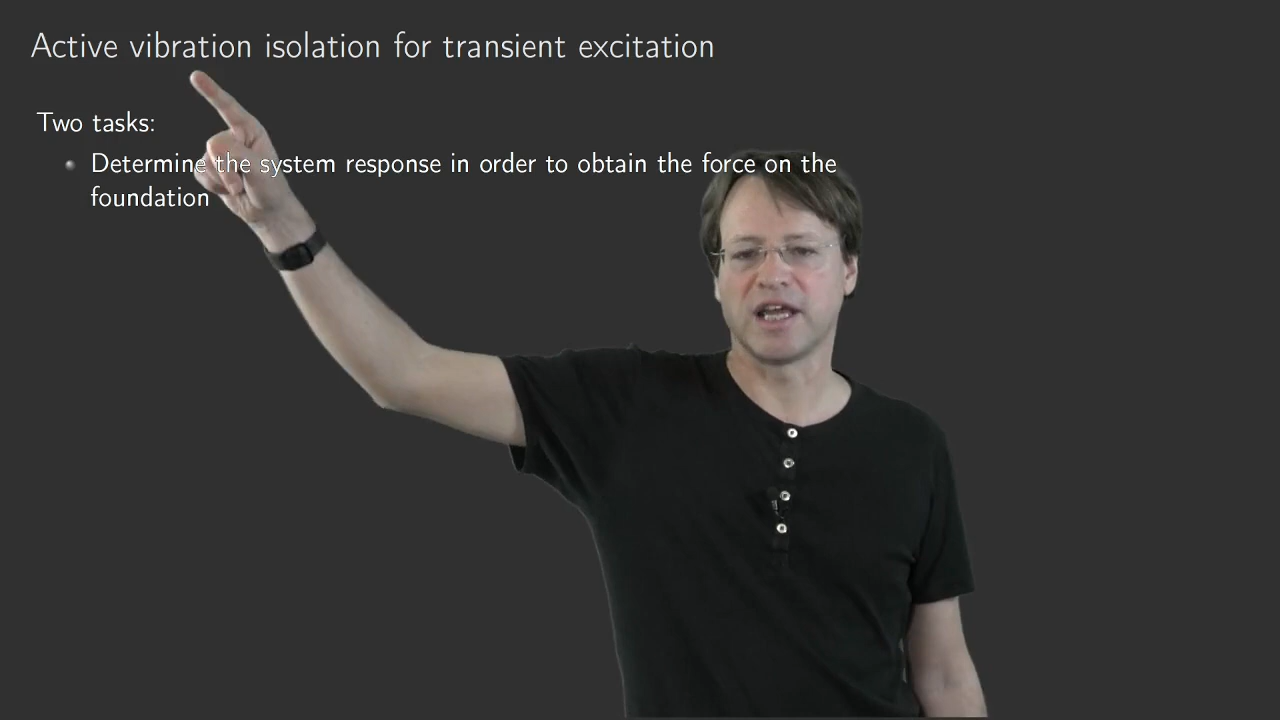 Active vibration isolation for transient excitation
Two tasks:
Determine the system response in order to obtain the force on the
foundation